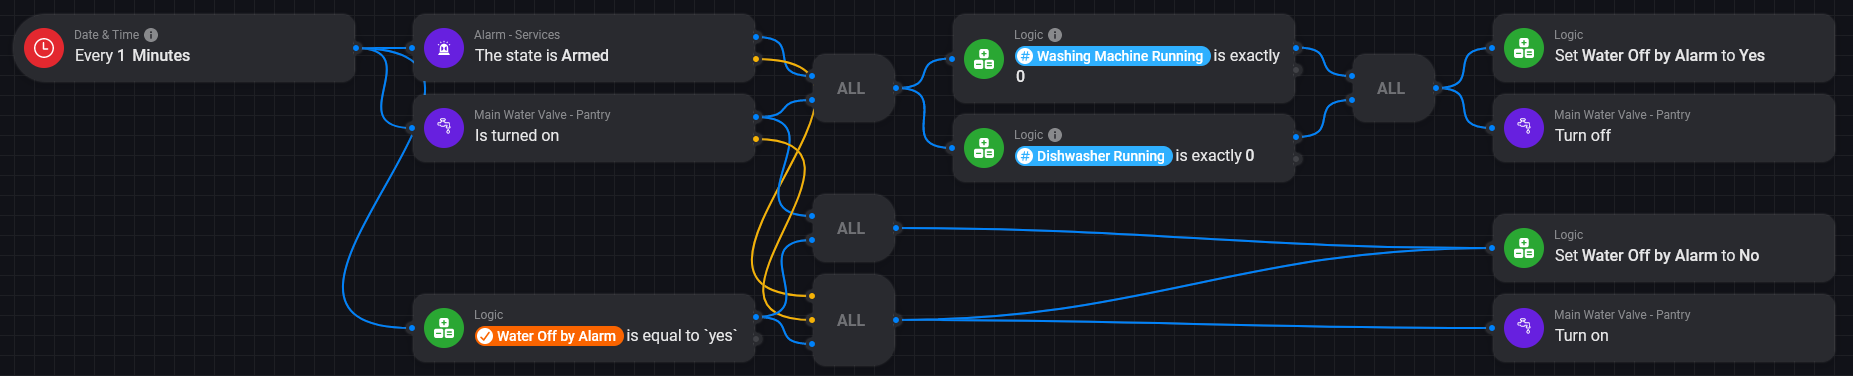 Date & Time
Every 1 Minutes
Alarm - Services
The state is Armed
Main Water Valve - Pantry
Is turned on
Logic
Water Off by Alarm is equal to `yes`
ALL
ALL
ALL
Logic
Washing Machine Running is exactly
0
Logic
Dishwasher Running is exactly 0
ALL
Logic
Set Water Off by Alarm to Yes
Main Water Valve - Pantry
Turn off
Logic
Set Water Off by Alarm to No
Main Water Valve - Pantry
Turn on